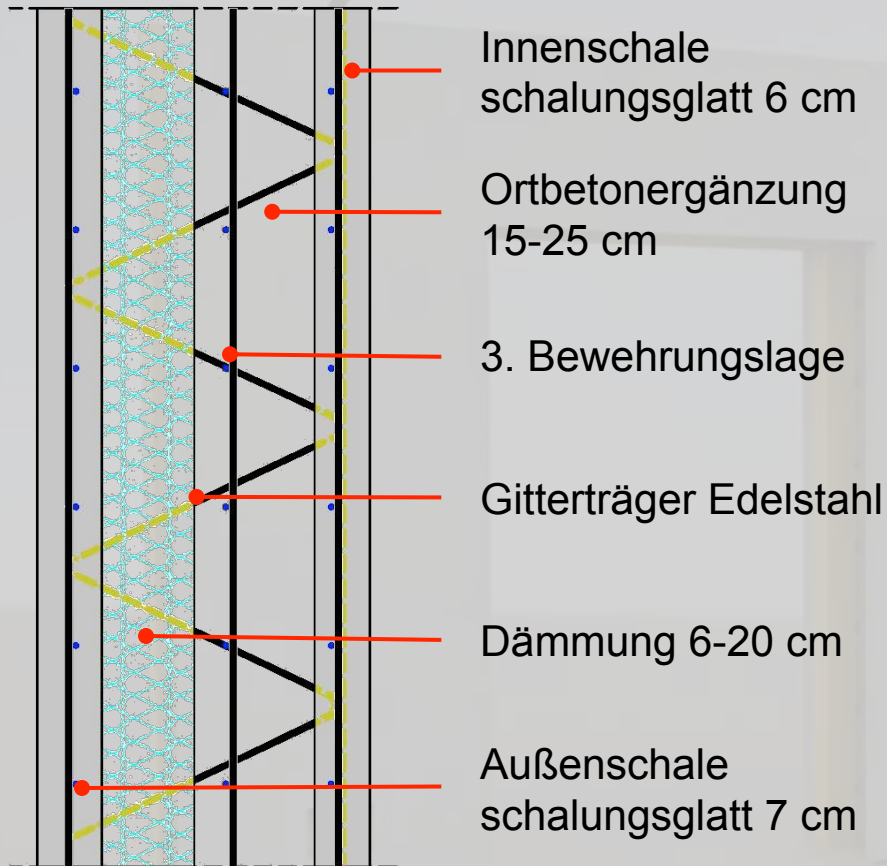 Innenschale
schalungsglatt 6 cm
Ortbetonergänzung
15-25 cm
3. Bewehrungslage
Gitterträger Edelstahl
Dämmung 6-20 cm
Außenschale
schalungsglatt 7 cm